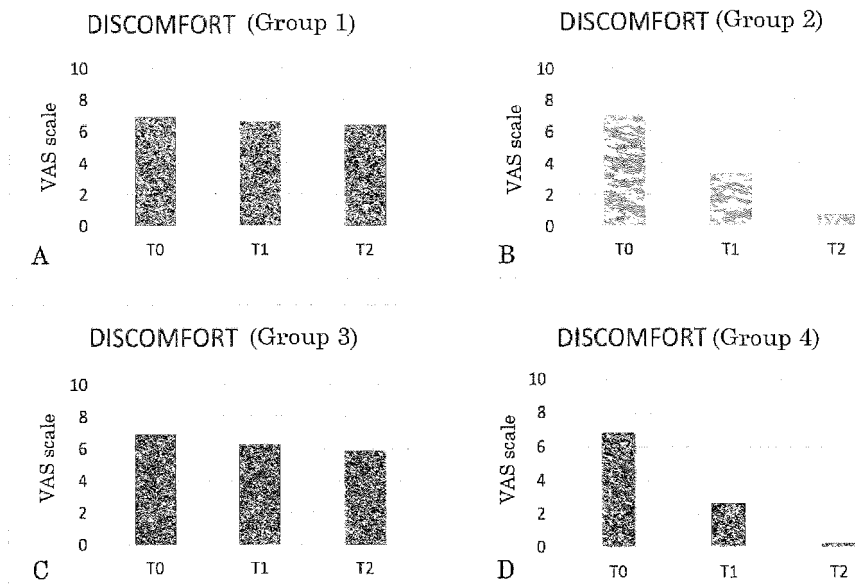 DISCOMFORT (Group 1)
VAS scale
10
8
6
4
2
0
T0 T1 T2
A
DISCOMFORT (Group 2)
VAS scale
10
8
6
4
2
0
T0 T1 T2
B
DISCOMFORT (Group 3)
VAS scale
10
8
6
4
2
0
T0 T1 T2
C
DISCOMFORT (Group 4)
VAS scale
10
8
6
4
2
0
T0 T1 T2
D